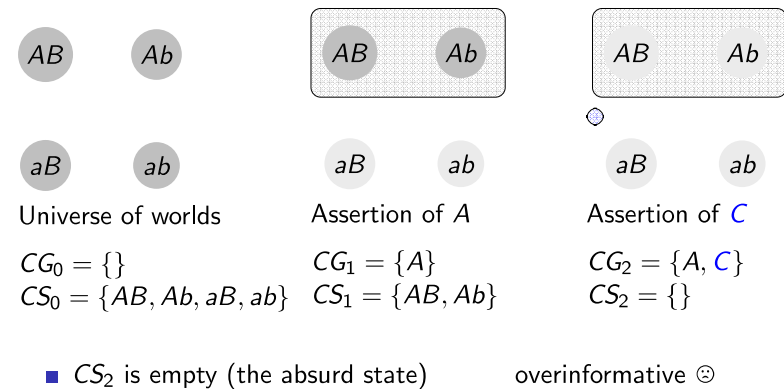 AB Ab AB Ab AB Ab
aB ab aB ab aB ab
Universe of worlds Assertion of A Assertion of C
CG₀ = {} CG₁ = {A} CG₂ = {A, C}
CS₀ = {AB, Ab, aB, ab} CS₁ = {AB, Ab} CS₂ = {}
■ CS₂ is empty (the absurd state) overinformative ☹